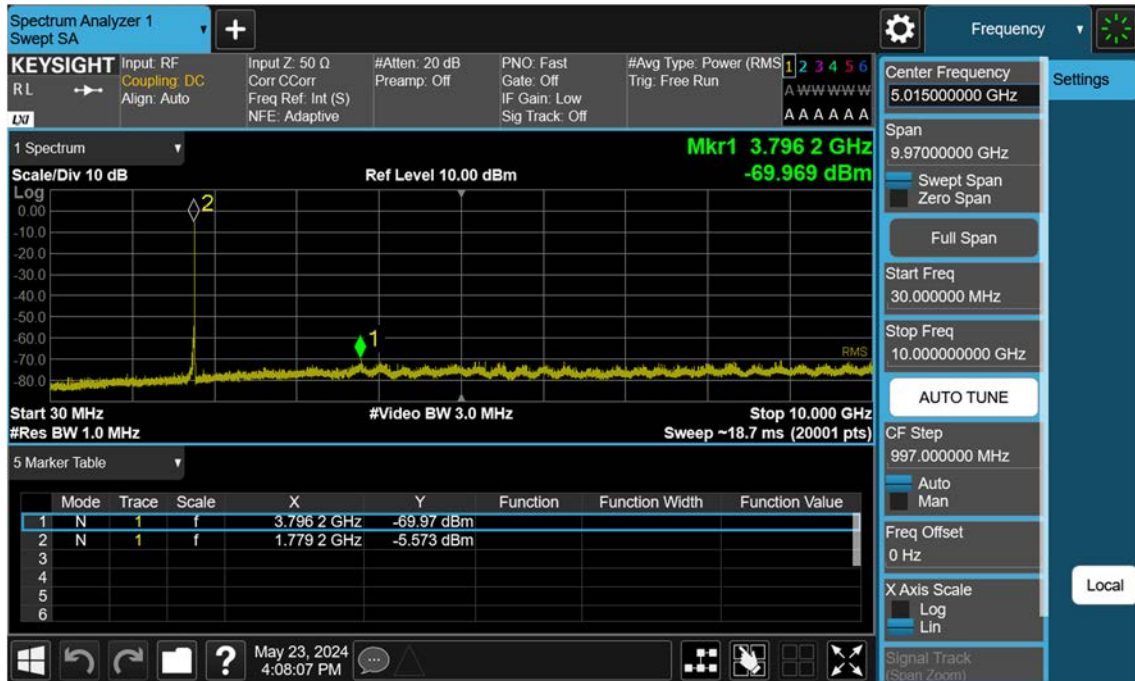 Spectrum Analyzer 1
Swept SA
+
Frequency
KEYSIGHT
R L
LXI
Input: RF
Coupling: DC
Align: Auto
Input Z: 50 Ω
Corr CCorr
Freq Ref: Int (S)
NFE: Adaptive
#Atten: 20 dB
Preamp: Off
PNO: Fast
Gate: Off
IF Gain: Low
Sig Track: Off
#Avg Type: Power (RMS
Trig: Free Run
1 2 3 4 5 6
A W W W W W
A A A A A A
1 Spectrum
Scale/Div 10 dB
Ref Level 10.00 dBm
Mkr1 3.796 2 GHz
-69.969 dBm
Log
0.00
-10.0
-20.0
-30.0
-40.0
-50.0
-60.0
-70.0
-80.0
2
1
RMS
Start 30 MHz
#Video BW 3.0 MHz
Stop 10.000 GHz
#Res BW 1.0 MHz
Sweep ~18.7 ms (20001 pts)
5 Marker Table
Mode Trace Scale X Y Function Function Width Function Value
1 N 1 f 3.796 2 GHz -69.97 dBm
2 N 1 f 1.779 2 GHz -5.573 dBm
3
4
5
6
?
May 23, 2024
4:08:07 PM
Settings
Center Frequency
5.015000000 GHz
Span
9.97000000 GHz
Swept Span
Zero Span
Full Span
Start Freq
30.000000 MHz
Stop Freq
10.000000000 GHz
AUTO TUNE
CF Step
997.000000 MHz
Auto
Man
Freq Offset
0 Hz
X Axis Scale
Log
Lin
Signal Track
(Span Zoom)
Local